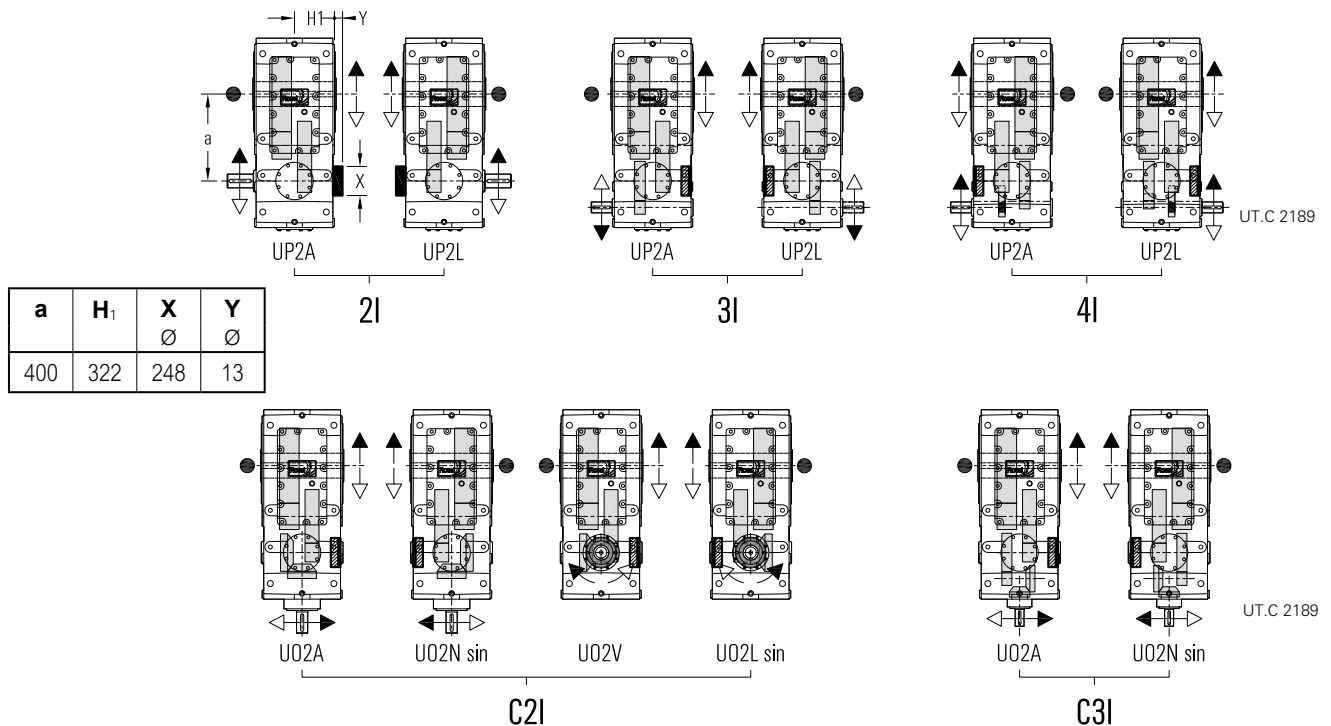 H1 Y
a
X
UP2A UP2L UP2A UP2L UP2A UP2L
UT.C 2189
2I 3I 4I
a H1 X Y
Ø Ø
400 322 248 13
UO2A UO2N sin UO2V UO2L sin UO2A UO2N sin
UT.C 2189
C2I C3I